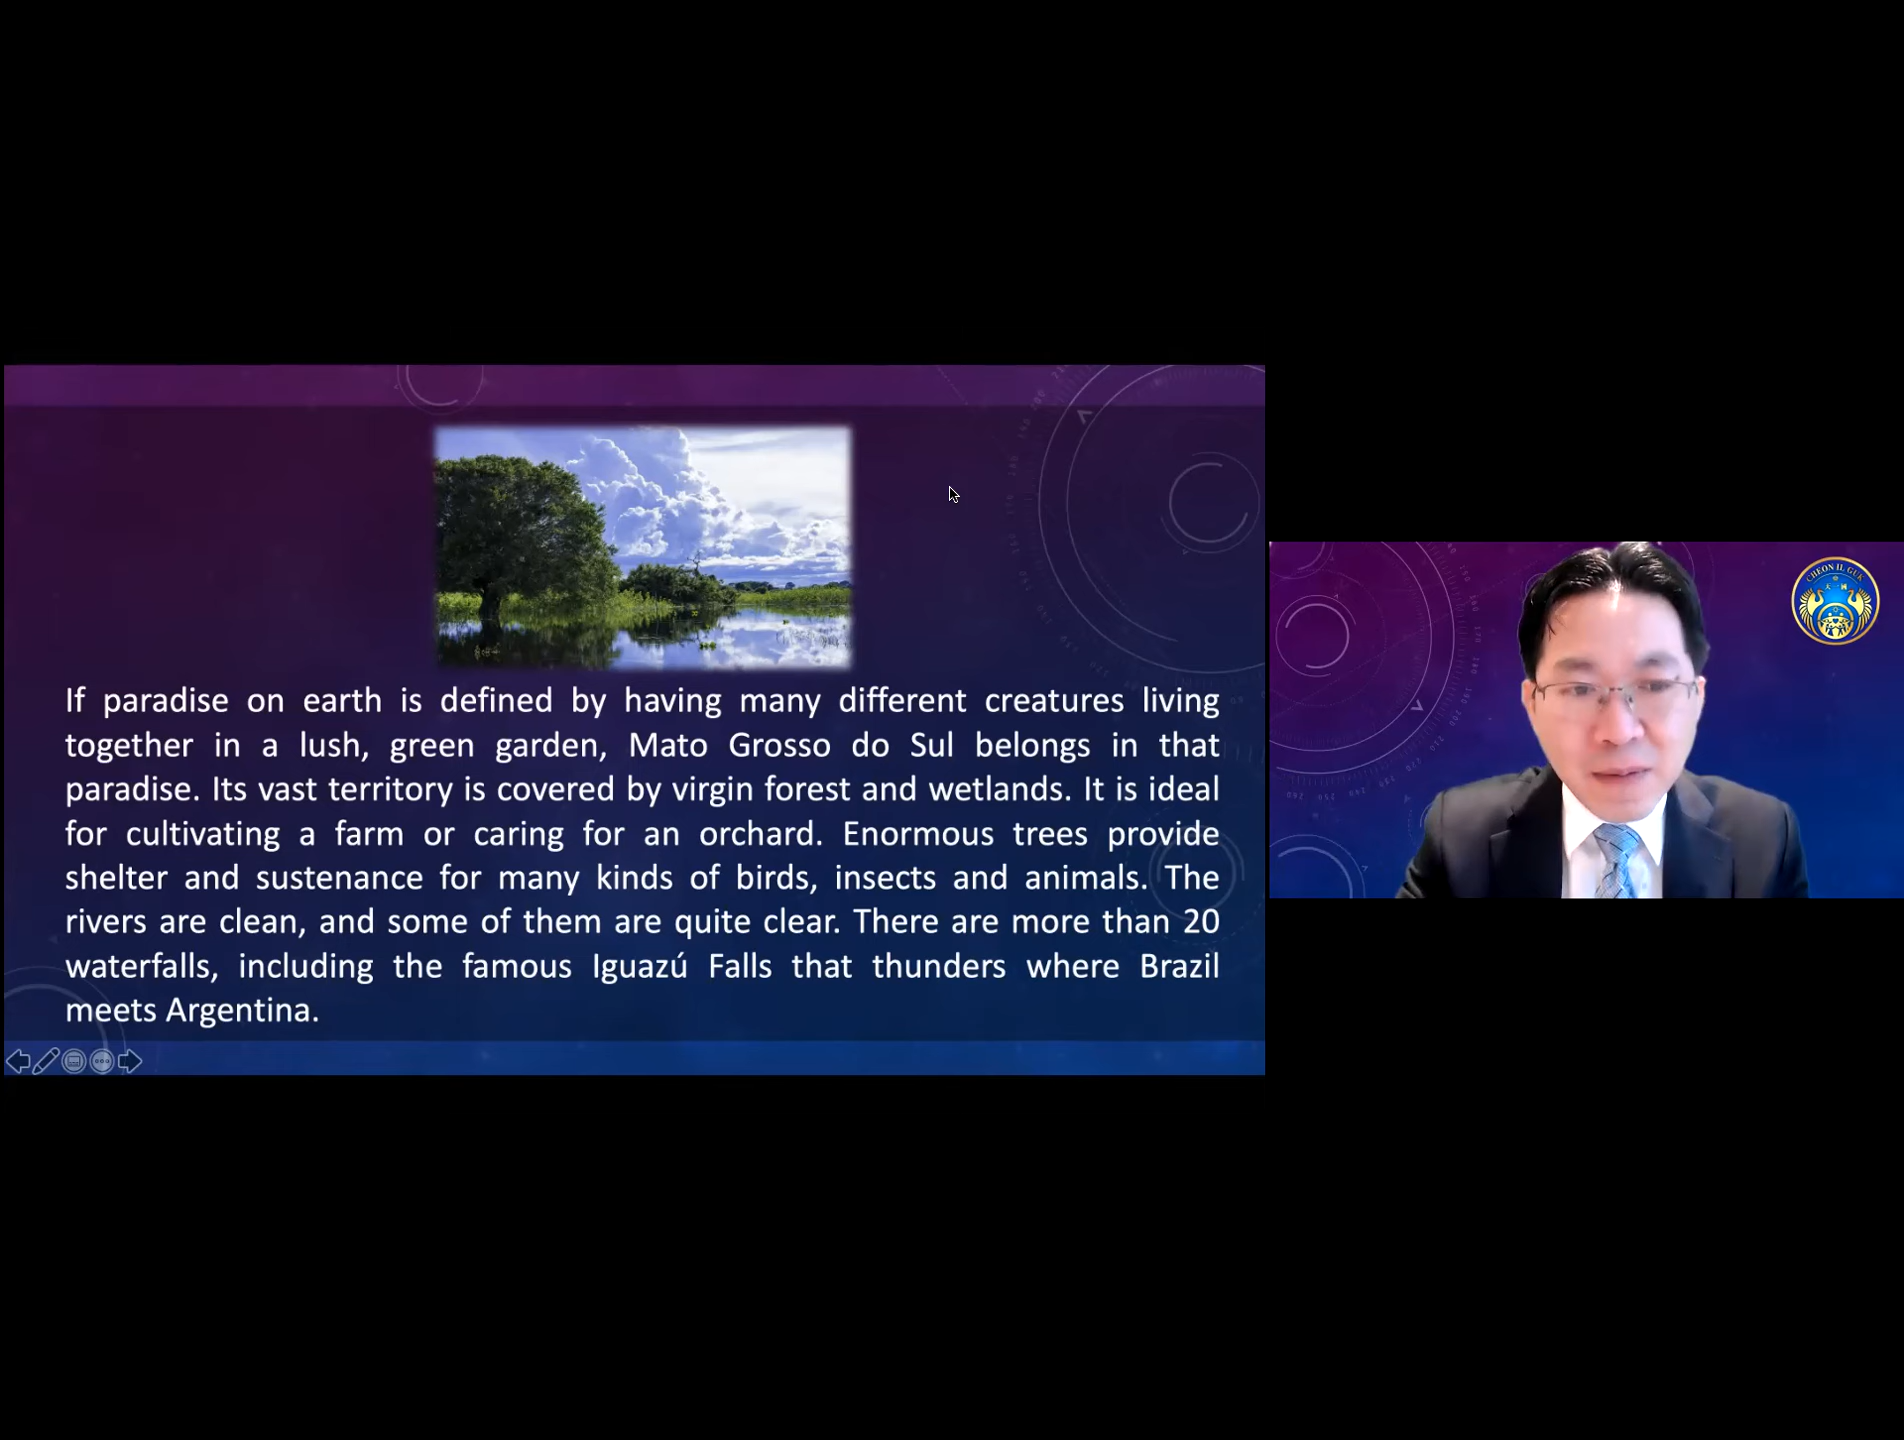 If paradise on earth is defined by having many different creatures living
together in a lush, green garden, Mato Grosso do Sul belongs in that
paradise. Its vast territory is covered by virgin forest and wetlands. It is ideal
for cultivating a farm or caring for an orchard. Enormous trees provide
shelter and sustenance for many kinds of birds, insects and animals. The
rivers are clean, and some of them are quite clear. There are more than 20
waterfalls, including the famous Iguazú Falls that thunders where Brazil
meets Argentina.
CHEON IL GUK